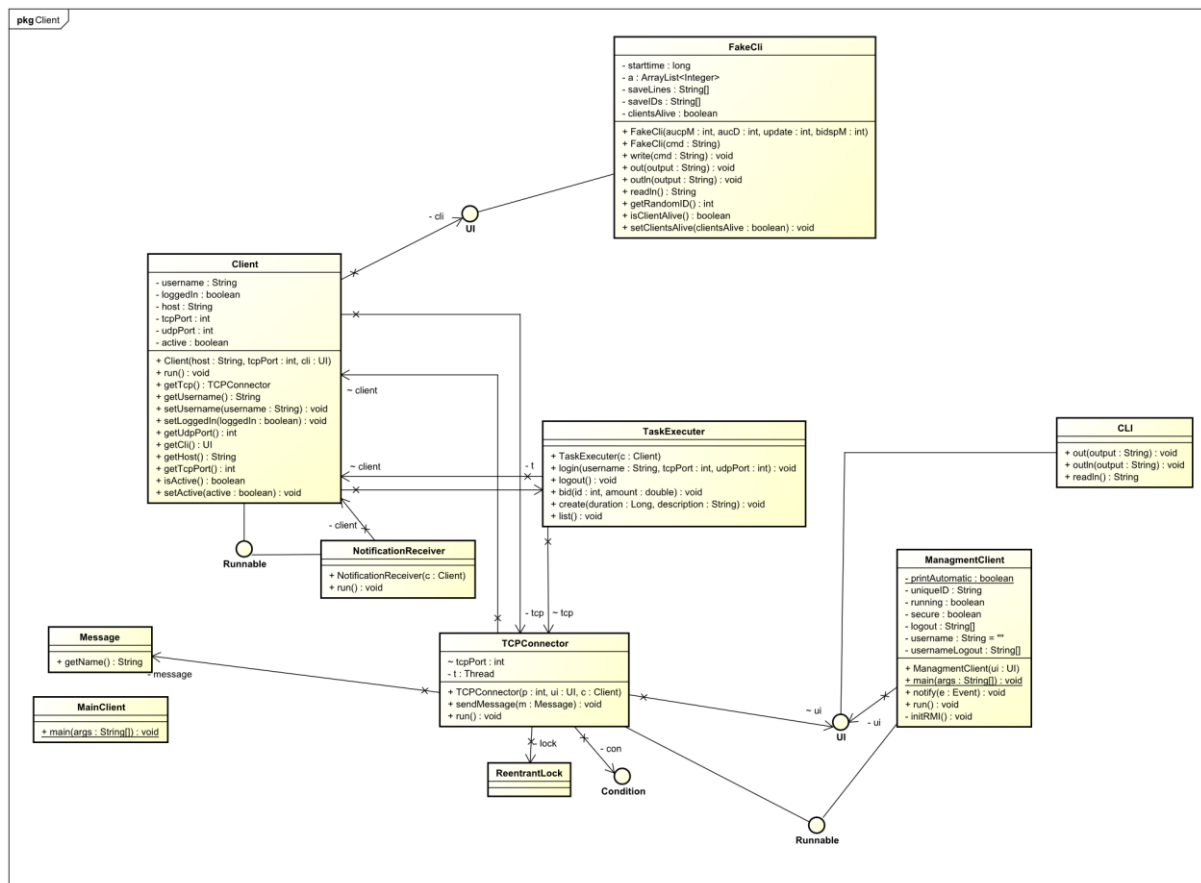 pkg Client
FakeCli
- starttime : long
- a : ArrayList<Integer>
- saveLines : String[]
- saveIDs : String[]
- clientsAlive : boolean
+ FakeCli(aucpM : int, aucD : int, update : int, bidspM : int)
+ FakeCli(cmd : String)
+ write(cmd : String) : void
+ out(output : String) : void
+ outln(output : String) : void
+ readln() : String
+ getRandomID() : int
+ isClientAlive() : boolean
+ setClientsAlive(clientsAlive : boolean) : void
- cli
UI
Client
- username : String
- loggedIn : boolean
- host : String
- tcpPort : int
- udpPort : int
- active : boolean
+ Client(host : String, tcpPort : int, cli : UI)
+ run() : void
+ getTcp() : TCPConnector
+ getUsername() : String
+ setUsername(username : String) : void
+ setLoggedIn(loggedIn : boolean) : void
+ getUdpPort() : int
+ getCli() : UI
+ getHost() : String
+ getTcpPort() : int
+ isActive() : boolean
+ setActive(active : boolean) : void
~ client
~ client
- t
- client
TaskExecuter
+ TaskExecuter(c : Client)
+ login(username : String, tcpPort : int, udpPort : int) : void
+ logout() : void
+ bid(id : int, amount : double) : void
+ create(duration : Long, description : String) : void
+ list() : void
CLI
+ out(output : String) : void
+ outln(output : String) : void
+ readln() : String
Runnable
NotificationReceiver
+ NotificationReceiver(c : Client)
+ run() : void
ManagmentClient
- printAutomatic : boolean
- uniqueID : String
- running : boolean
- secure : boolean
- logout : String[]
- username : String = ""
- usernameLogout : String[]
+ ManagmentClient(ui : UI)
+ main(args : String[]) : void
+ notify(e : Event) : void
+ run() : void
- initRMI() : void
- tcp
~ tcp
Message
+ getName() : String
- message
TCPConnector
~ tcpPort : int
- t : Thread
+ TCPConnector(p : int, ui : UI, c : Client)
+ sendMessage(m : Message) : void
+ run() : void
MainClient
+ main(args : String[]) : void
~ ui
- ui
UI
- lock
- con
ReentrantLock
Condition
Runnable